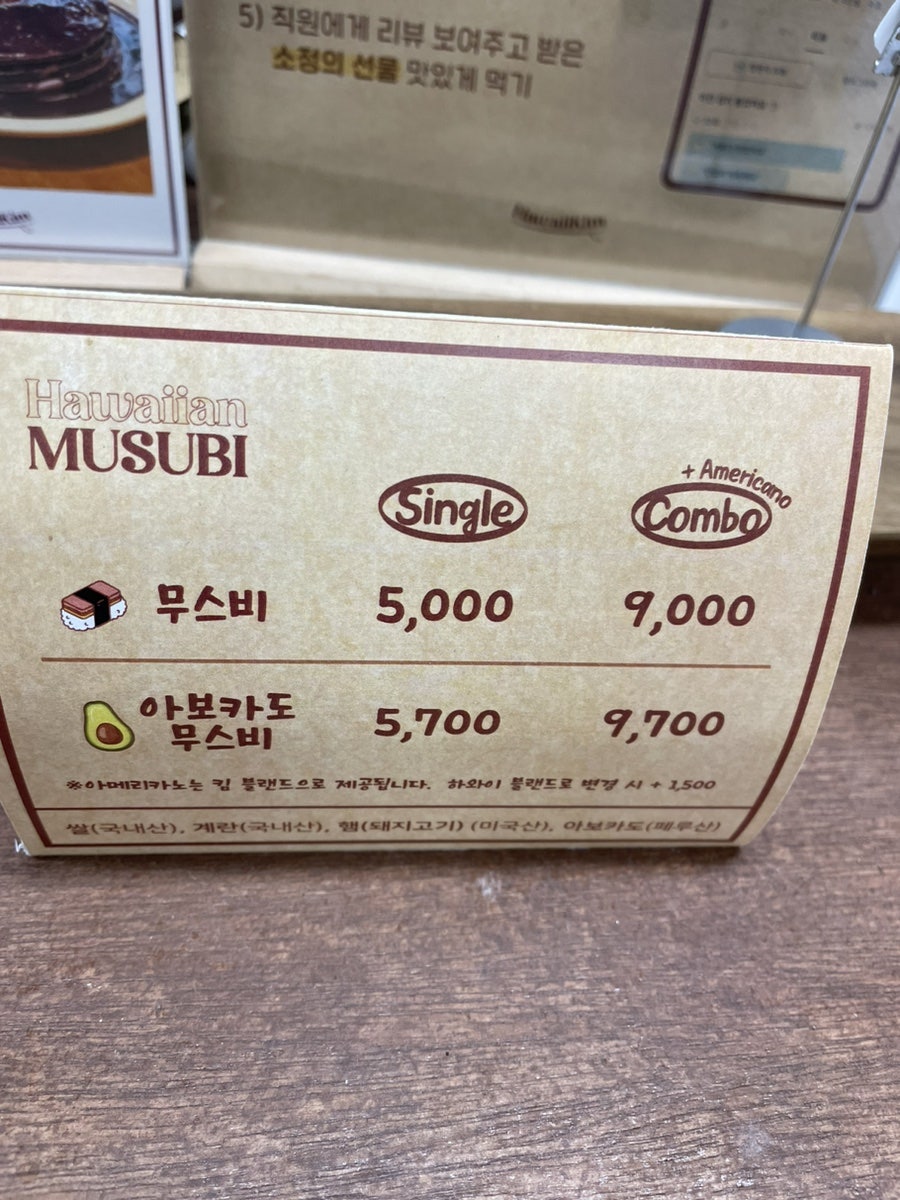 5) 직원에게 리뷰 보여주고 받은
소정의 선물 맛있게 먹기
HawaiiKim
Hawaiian
MUSUBI
Single
+ Americano
Combo
무스비 5,000 9,000
아보카도
무스비 5,700 9,700
※아메리카노는 킴 블랜드으로 제공됩니다. 하와이 블랜드로 변경 시 + 1,500
쌀(국내산), 계란(국내산), 햄(돼지고기) (미국산), 아보카도(페루산)